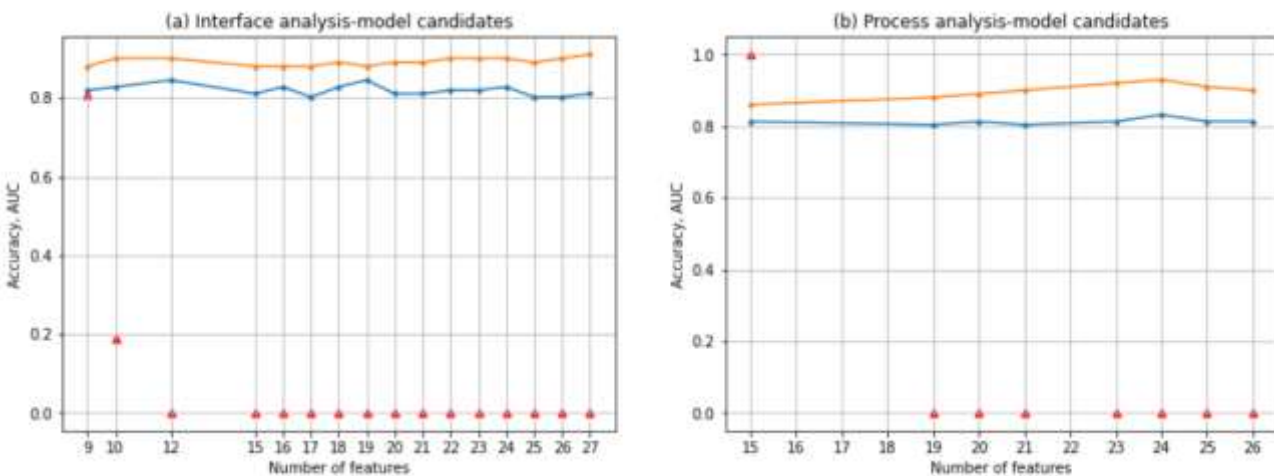 (a) Interface analysis-model candidates
Accuracy, AUC
0.8
0.6
0.4
0.2
0.0
9 10 12 15 16 17 18 19 20 21 22 23 24 25 26 27
Number of features
(b) Process analysis-model candidates
Accuracy, AUC
1.0
0.8
0.6
0.4
0.2
0.0
15 16 17 18 19 20 21 22 23 24 25 26
Number of features